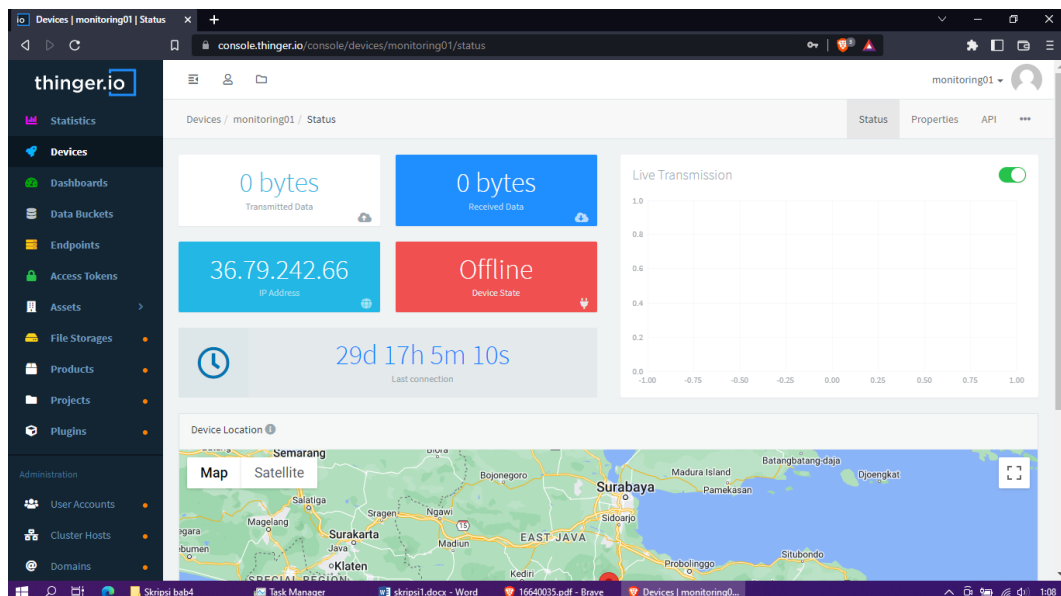 Devices | monitoring01 | Status
console.thinger.io/console/devices/monitoring01/status
thinger.io
monitoring01
Devices / monitoring01 / Status
Status
Properties
API
Statistics
Devices
Dashboards
Data Buckets
Endpoints
Access Tokens
Assets
File Storages
Products
Projects
Plugins
Administration
User Accounts
Cluster Hosts
Domains
0 bytes
Transmitted Data
0 bytes
Received Data
36.79.242.66
IP Address
Offline
Device State
29d 17h 5m 10s
Last connection
Live Transmission
1.0
0.8
0.6
0.4
0.2
0.0
-1.00 -0.75 -0.50 -0.25 0.00 0.25 0.50 0.75 1.00
Device Location
Map
Satellite
Semarang
Blora
Bojonegoro
Surabaya
Madura Island
Batangbatang-daja
Pamekasan
Djoengkat
Salatiga
Sragen
Ngawi
Magelang
15
Sidoarjo
Surakarta
Java
Madiun
EAST JAVA
Klaten
Kediri
Probolinggo
Situbondo
SPECIAL REGION
Skripsi bab4
Task Manager
skripsi1.docx - Word
16640035.pdf - Brave
Devices | monitoring0...
1:08